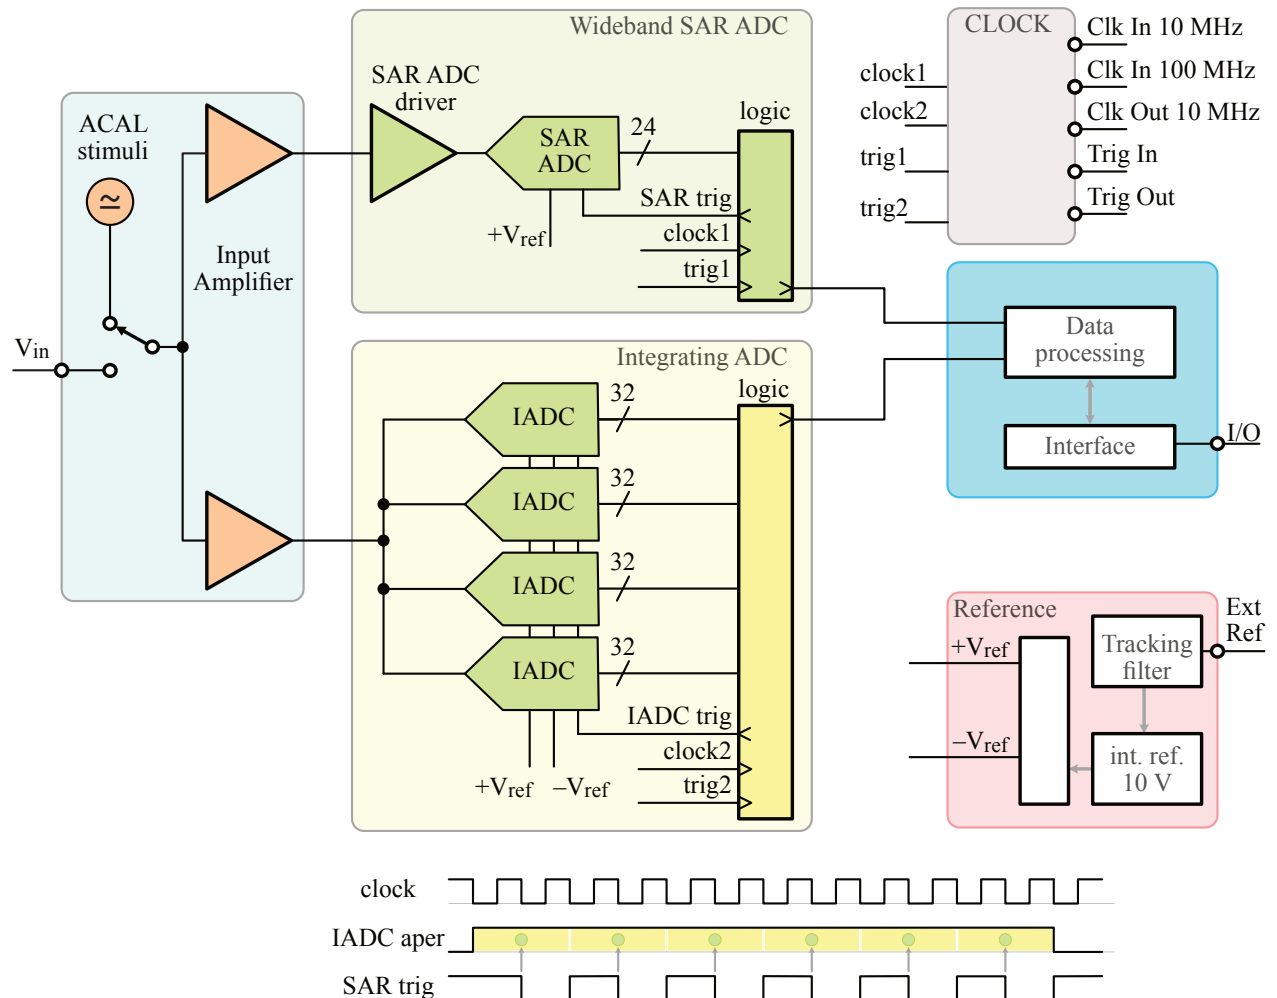 Wideband SAR ADC
SAR ADC
driver
SAR
ADC
24
logic
SAR trig
+Vref
clock1
trig1
CLOCK
clock1
clock2
trig1
trig2
Clk In 10 MHz
Clk In 100 MHz
Clk Out 10 MHz
Trig In
Trig Out
ACAL
stimuli
≃
Input
Amplifier
Vin
Integrating ADC
logic
IADC
32
IADC
32
IADC
32
IADC
32
IADC trig
clock2
trig2
+Vref
–Vref
Data
processing
Interface
I/O
Reference
+Vref
–Vref
Tracking
filter
int. ref.
10 V
Ext
Ref
clock
IADC aper
SAR trig